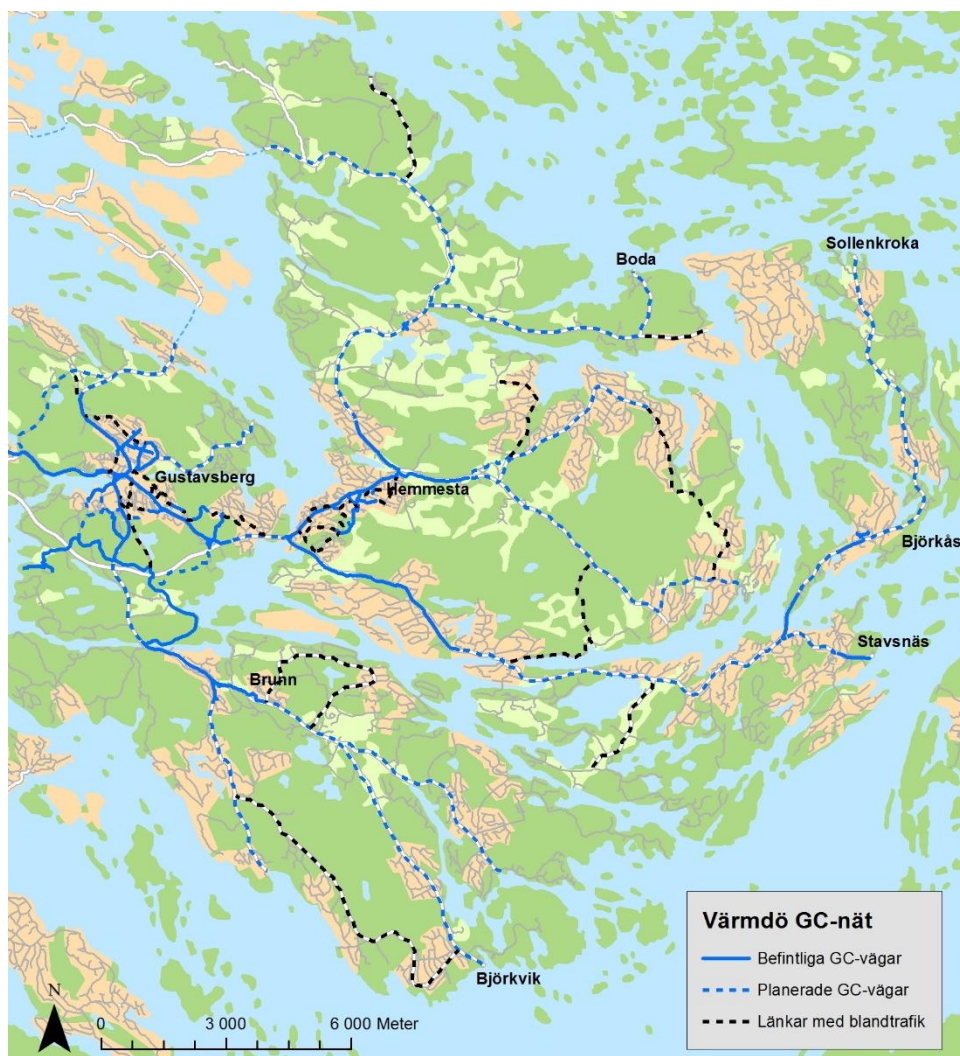 Sollenkroka
Boda
Gustavsberg
Hemmesta
Björkås
Stavsnäs
Brunn
Björkvik
Värmdö GC-nät
Befintliga GC-vägar
Planerade GC-vägar
Länkar med blandtrafik
N
0 3 000 6 000 Meter